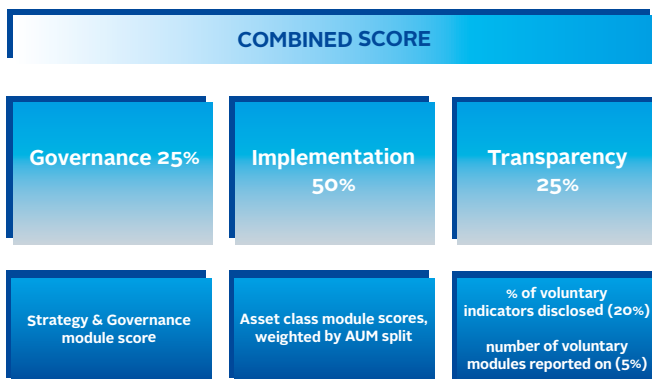 COMBINED SCORE
Governance 25%
Implementation
50%
Transparency
25%
Strategy & Governance
module score
Asset class module scores,
weighted by AUM split
% of voluntary
indicators disclosed (20%)
number of voluntary
modules reported on (5%)